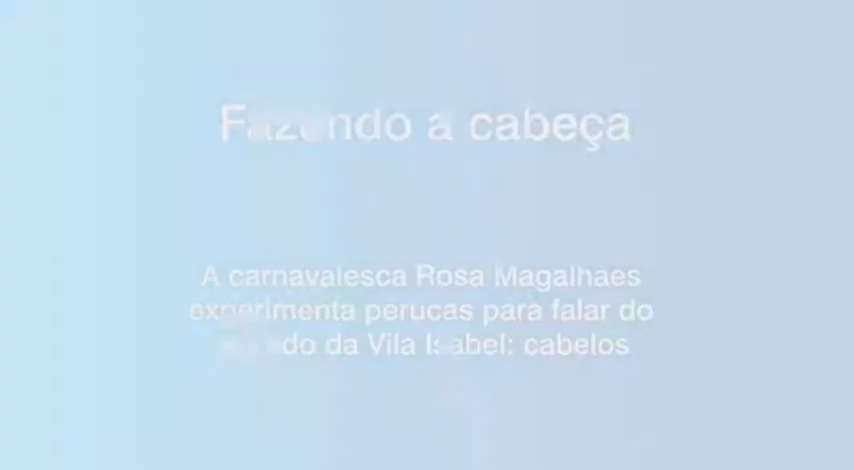 Fazendo a cabeça
A carnavalesca Rosa Magalhaes
experimenta perucas para falar do
do da Vila Isabel: cabelos